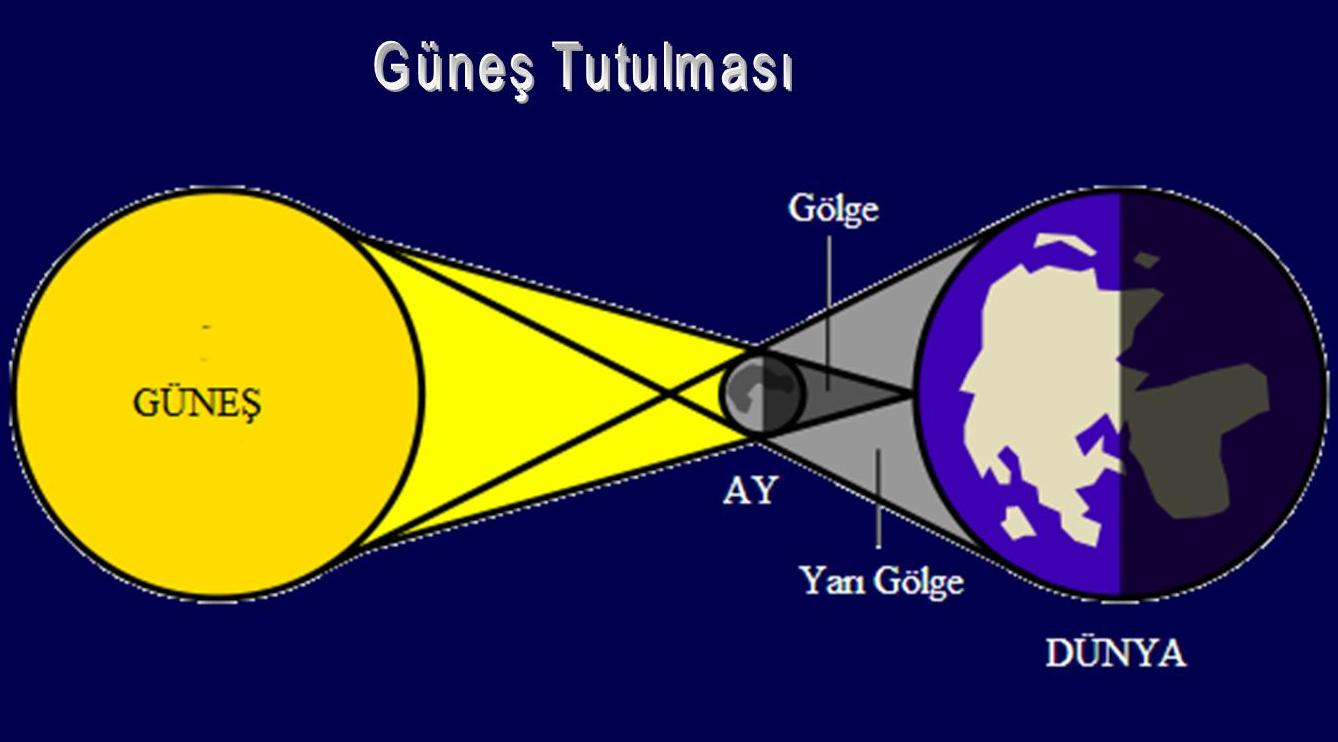 Güneş Tutulması
Gölge
GÜNEŞ
AY
Yarı Gölge
DÜNYA